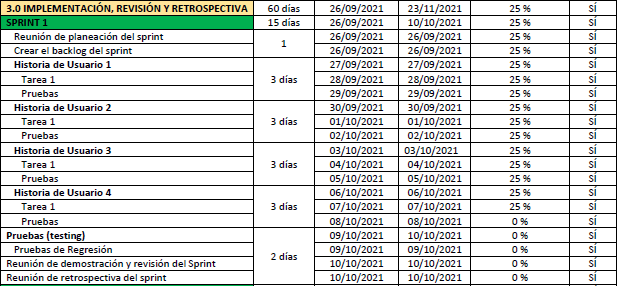 3.0 IMPLEMENTACIÓN, REVISIÓN Y RETROSPECTIVA 60 días 26/09/2021 23/11/2021 25 % SÍ
SPRINT 1 15 días 26/09/2021 10/10/2021 25 % SÍ
Reunión de planeación del sprint 1 26/09/2021 26/09/2021 25 % SÍ
Crear el backlog del sprint 26/09/2021 26/09/2021 25 % SÍ
Historia de Usuario 1 3 días 27/09/2021 27/09/2021 25 % SÍ
Tarea 1 28/09/2021 28/09/2021 25 % SÍ
Pruebas 29/09/2021 29/09/2021 25 % SÍ
Historia de Usuario 2 3 días 30/09/2021 30/09/2021 25 % SÍ
Tarea 1 01/10/2021 01/10/2021 25 % SÍ
Pruebas 02/10/2021 02/10/2021 25 % SÍ
Historia de Usuario 3 3 días 03/10/2021 03/10/2021 25 % SÍ
Tarea 1 04/10/2021 04/10/2021 25 % SÍ
Pruebas 05/10/2021 05/10/2021 25 % SÍ
Historia de Usuario 4 3 días 06/10/2021 06/10/2021 25 % SÍ
Tarea 1 07/10/2021 07/10/2021 25 % SÍ
Pruebas 08/10/2021 08/10/2021 0 % SÍ
Pruebas (testing) 2 días 09/10/2021 10/10/2021 0 % SÍ
Pruebas de Regresión 09/10/2021 09/10/2021 0 % SÍ
Reunión de demostración y revisión del Sprint 10/10/2021 10/10/2021 0 % SÍ
Reunión de retrospectiva del sprint 10/10/2021 10/10/2021 0 % SÍ